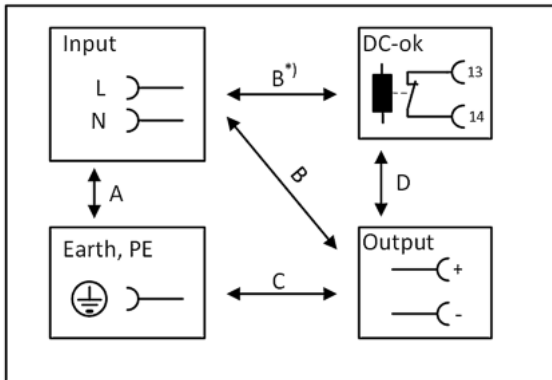 Input
L
N
B*)
DC-ok
13
14
A
B
D
Earth, PE
C
Output
+
-